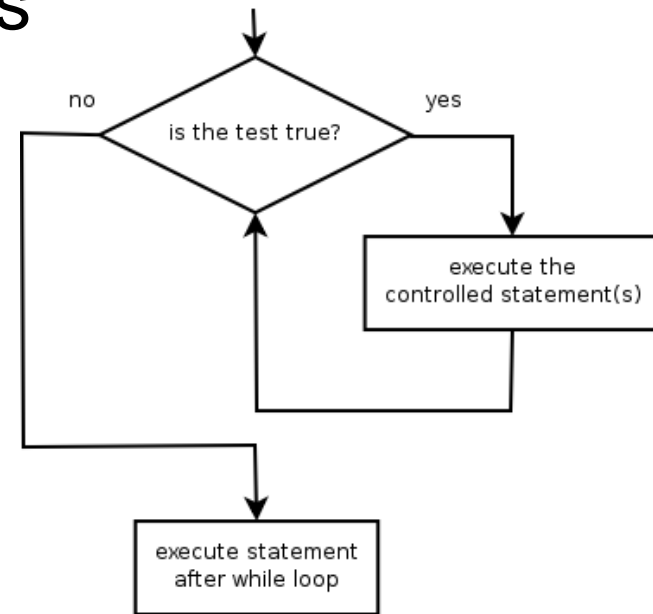 no
yes
is the test true?
execute the
controlled statement(s)
execute statement
after while loop